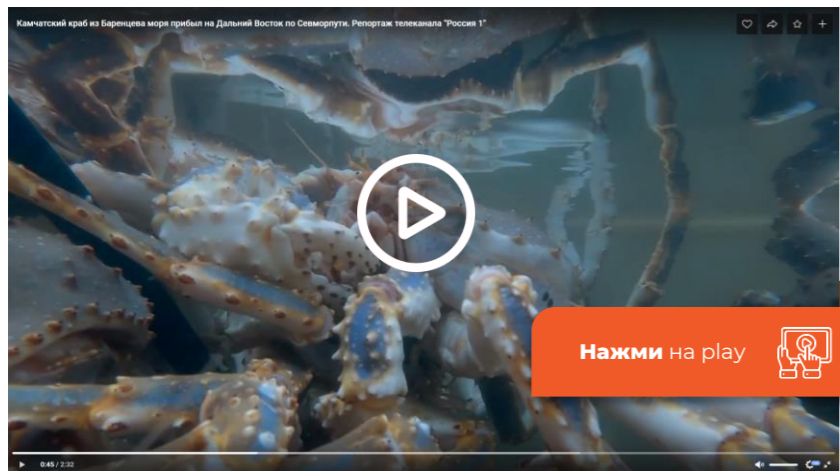 Камчатский краб из Баренцева моря прибыл на Дальний Восток по Севморпути. Репортаж телеканала "Россия 1"
Нажми на play
0:45 / 2:32